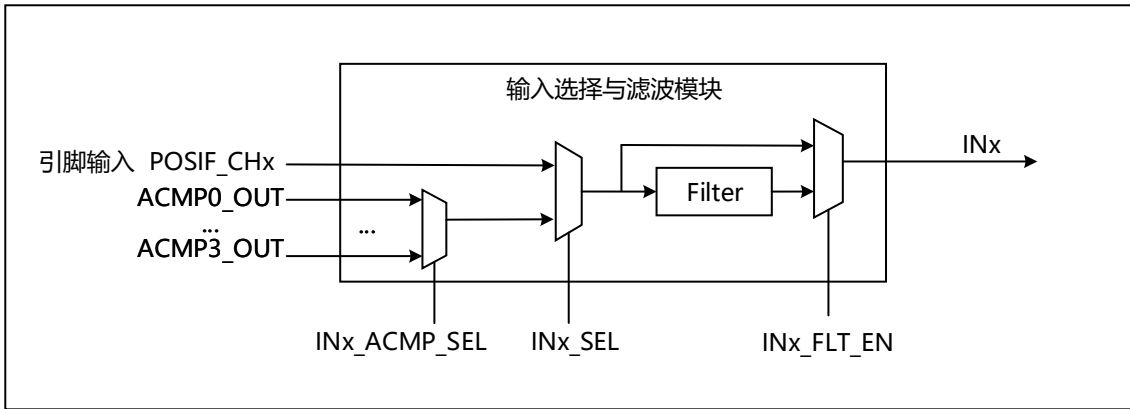 输入选择与滤波模块
引脚输入 POSIF_CHx
ACMP0_OUT
...
ACMP3_OUT
...
Filter
INx
INx_ACMP_SEL
INx_SEL
INx_FLT_EN